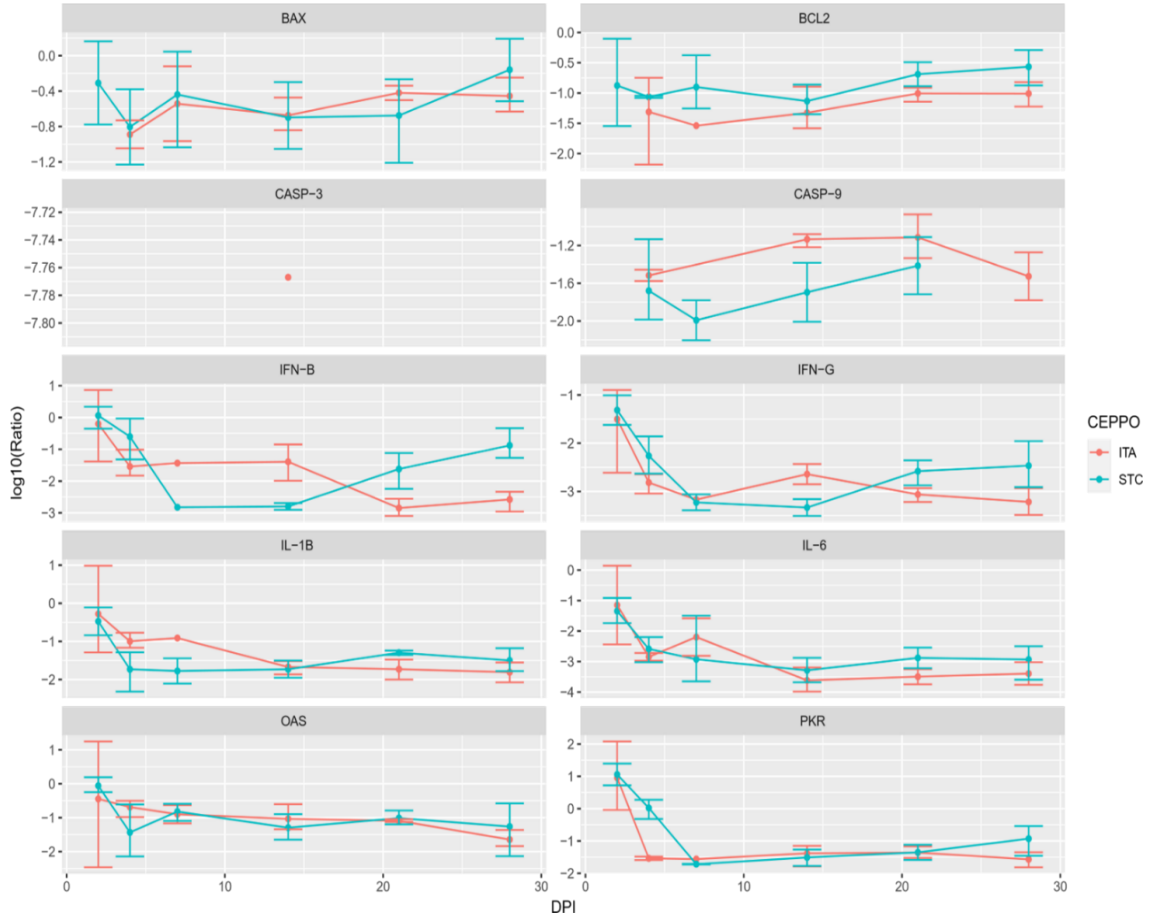 BAX
BCL2
0.0
−0.4
−0.8
−1.2
0.0
−0.5
−1.0
−1.5
−2.0
CASP−3
CASP−9
−7.72
−7.74
−7.76
−7.78
−7.80
−1.2
−1.6
−2.0
IFN−B
IFN−G
1
0
−1
−2
−3
−1
−2
−3
IL−1B
IL−6
1
0
−1
−2
0
−1
−2
−3
−4
OAS
PKR
1
0
−1
−2
2
1
0
−1
−2
0 10 20 30
0 10 20 30
DPI
log10(Ratio)
CEPPO
ITA
STC